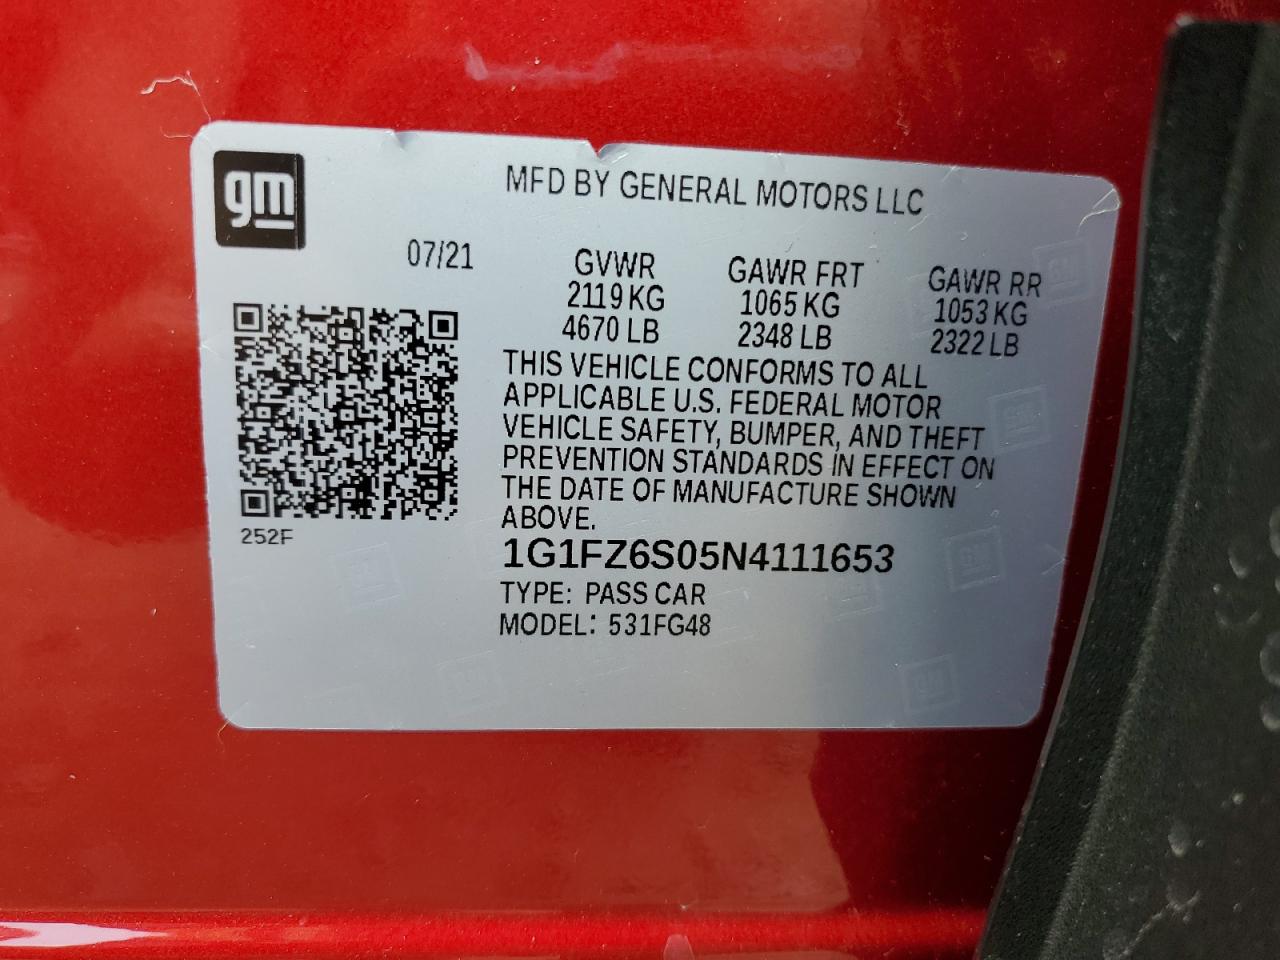 gm
MFD BY GENERAL MOTORS LLC
07/21
GVWR GAWR FRT GAWR RR
2119 KG 1065 KG 1053 KG
4670 LB 2348 LB 2322 LB
THIS VEHICLE CONFORMS TO ALL
APPLICABLE U.S. FEDERAL MOTOR
VEHICLE SAFETY, BUMPER, AND THEFT
PREVENTION STANDARDS IN EFFECT ON
THE DATE OF MANUFACTURE SHOWN
ABOVE.
252F
1G1FZ6S05N4111653
TYPE: PASS CAR
MODEL: 531FG48